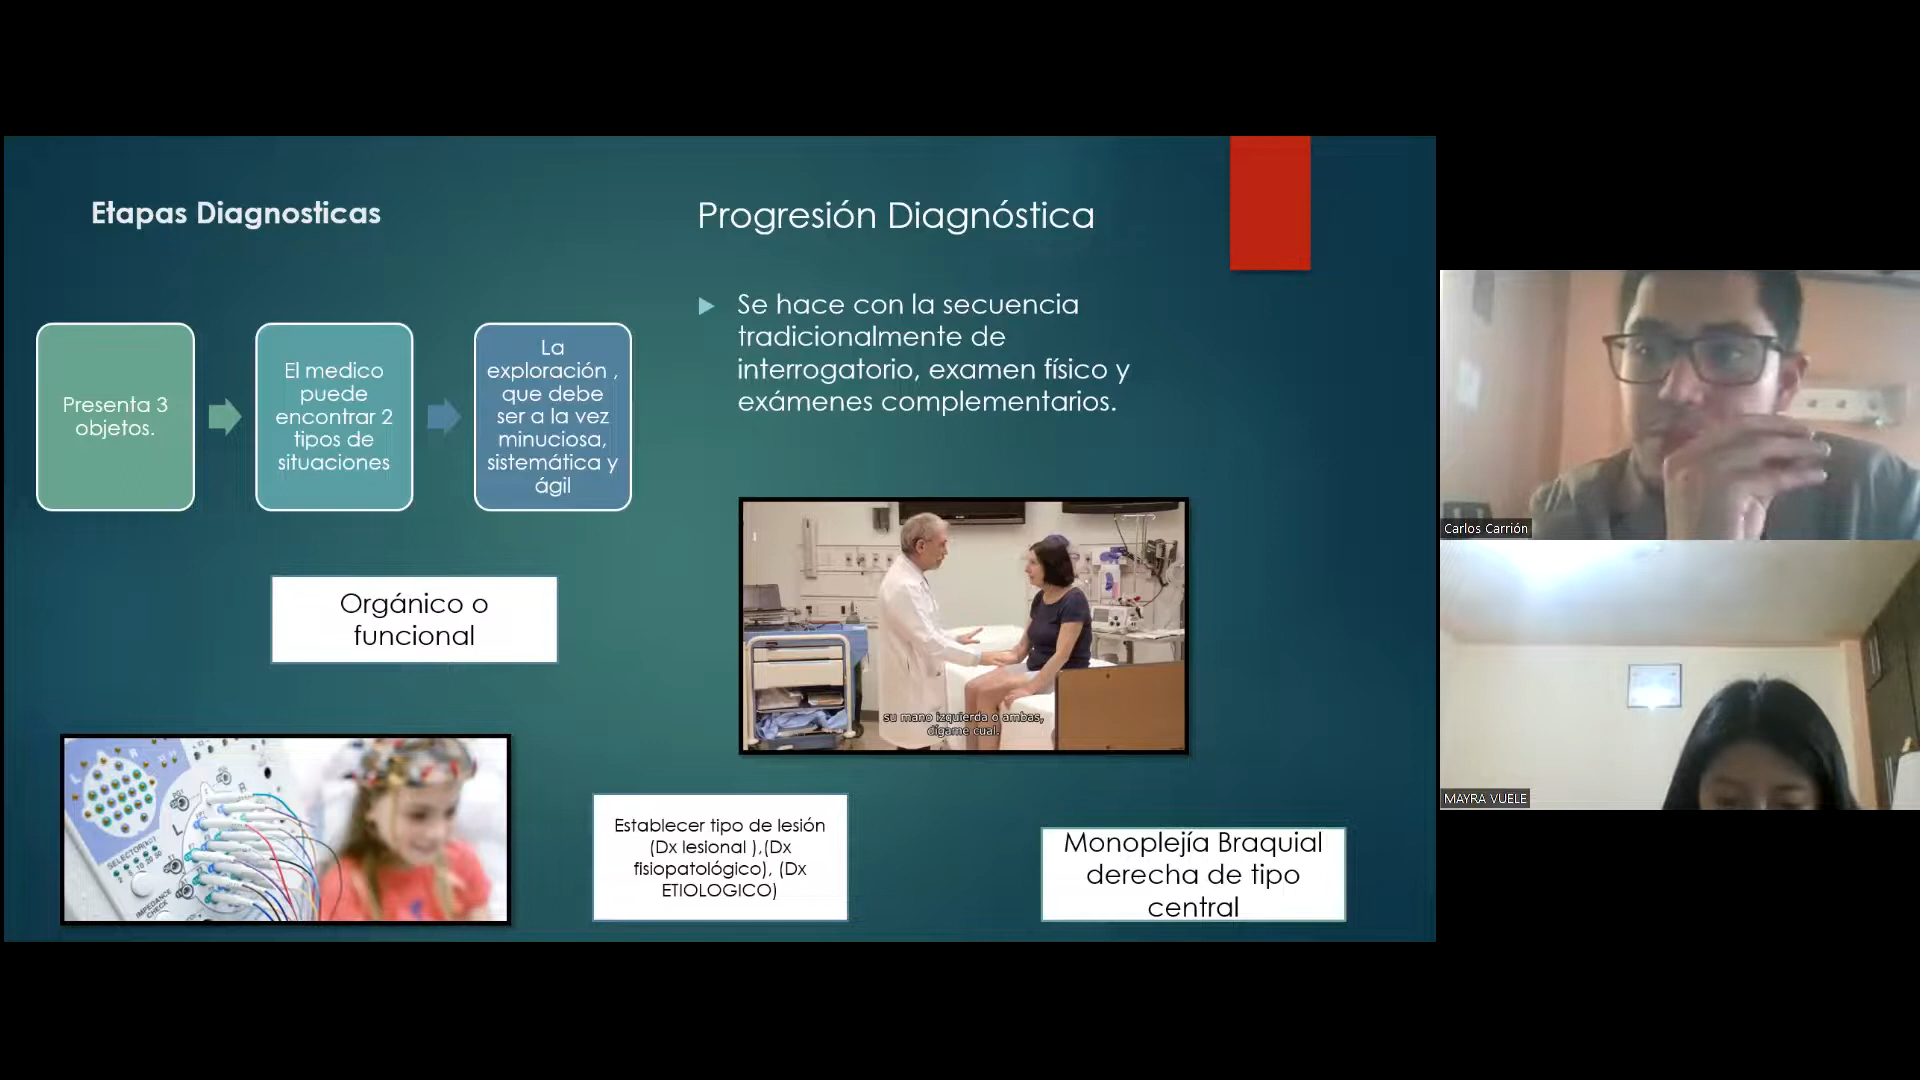 Etapas Diagnosticas
Presenta 3
objetos.
El medico
puede
encontrar 2
tipos de
situaciones
La
exploración ,
que debe
ser a la vez
minuciosa,
sistemática y
ágil
Orgánico o
funcional
Progresión Diagnóstica
Se hace con la secuencia
tradicionalmente de
interrogatorio, examen físico y
exámenes complementarios.
su mano izquierda o ambas,
dígame cual.
SELECTOR
IMPEDANCE
CHECK
L
R
Establecer tipo de lesión
(Dx lesional ),(Dx
fisiopatológico), (Dx
ETIOLOGICO)
Monoplejía Braquial
derecha de tipo
central
Carlos Carrión
MAYRA VUELE